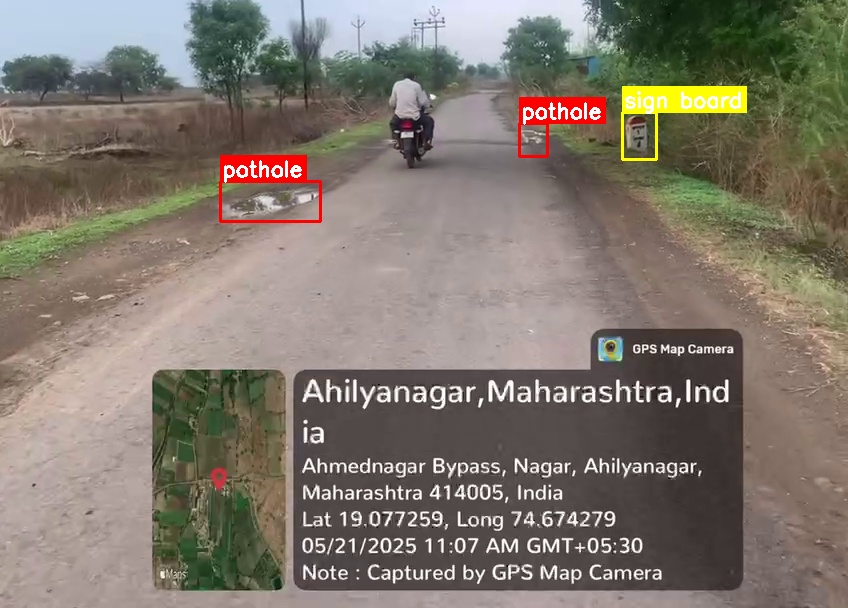 pothole
sign board
pothole
GPS Map Camera
Ahilyanagar,Maharashtra,Ind
ia
Ahmednagar Bypass, Nagar, Ahilyanagar,
Maharashtra 414005, India
Lat 19.077259, Long 74.674279
05/21/2025 11:07 AM GMT+05:30
Note : Captured by GPS Map Camera
Maps